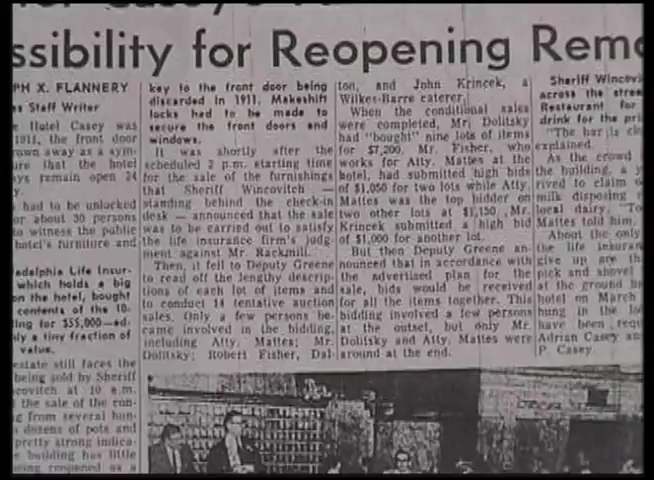 ssibility for Reopening Remo
PH X. FLANNERY
Staff Writer
Hotel Casey was
1911, the front door
own away as a sym-
ure that the hotel
ys remain open 24
had to be unlocked
or about 30 persons
to witness the public
hotel's furniture and
adelphia Life Insur-
which holds a big
on the hotel, bought
contents of the 10-
ing for $55,000—ad-
ly a tiny fraction of
value.
estate still faces the
being sold by Sheriff
covitch at 10 a.m.
the sale of the con-
g from several hun-
dozens of pots and
pretty strong indica-
building has little
being reopened as a
key to the front door being
discarded in 1911. Makeshift
locks had to be made to
secure the front doors and
windows.
It was shortly after the
scheduled 2 p.m. starting time
for the sale of the furnishings
that Sheriff Wincovitch —
standing behind the check-in
desk — announced that the sale
was to be carried out to satisfy
the life insurance firm's judg-
ment against Rackmill.
Then, it fell to Deputy Greene
to read off the lengthy descrip-
tions of each lot of items and
to conduct 14 tentative auction
sales. Only a few persons be-
came involved in the bidding,
including Atty. Mattes; Mr.
Dolitsky; Robert Fisher, Dal-
ton, and John Krincek, a
Wilkes-Barre caterer.
When the conditional sales
were completed, Mr. Dolitsky
had "bought" nine lots of items
for $7,200. Mr. Fisher, who
works for Atty. Mattes at the
hotel, had submitted high bids
of $1,050 for two lots while Atty.
Mattes was the top bidder on
two other lots at $1,150. Mr.
Krincek submitted a high bid
of $1,000 for another lot.
But then Deputy Greene an-
nounced that in accordance with
the advertised plan for the
sale, bids would be received
for all the items together. This
bidding involved a few persons
at the outset, but only Mr.
Dolitsky and Atty. Mattes were
around at the end.
Sheriff Wincovi
across the stree
Restaurant for
drink for the pri
"The bar is clo
explained.
As the crowd
the building, a y
rived to claim
milk disposing
local dairy. "To
Mattes told him.
About the only
the life insuran
give up are th
pick and shovel
at the ground b
hotel on March
hung in the lo
have been requ
Adrian Casey an
P. Casey.